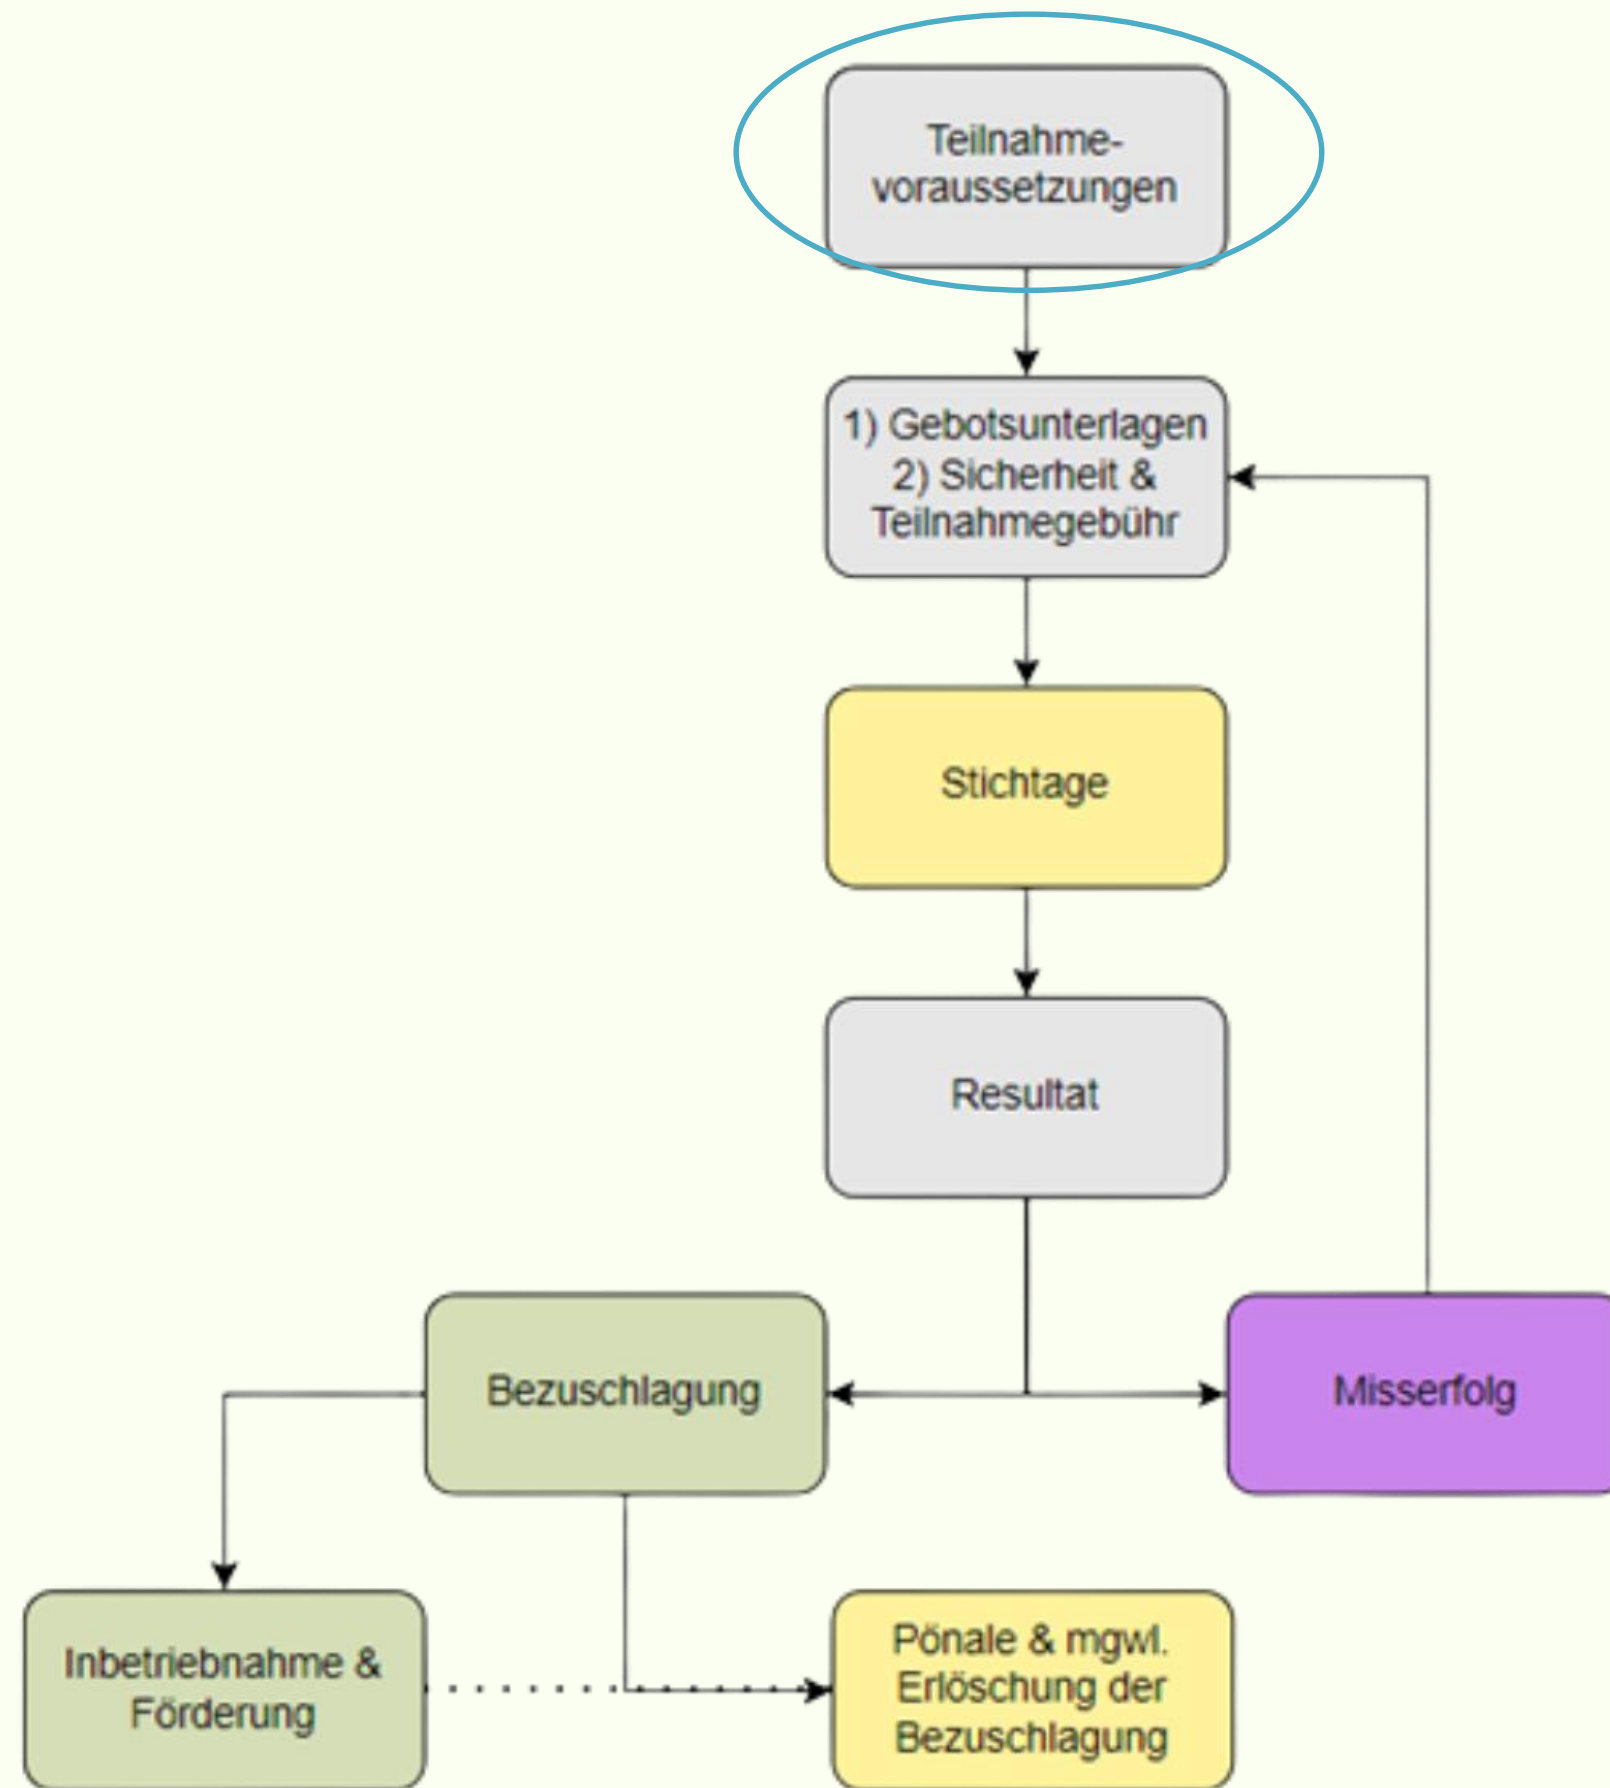 Teilnahme-
voraussetzungen
1) Gebotsunterlagen
2) Sicherheit &
Teilnahmegebühr
Stichtage
Resultat
Bezuschlagung
Misserfolg
Inbetriebnahme &
Förderung
Pönale & mgwl.
Erlöschung der
Bezuschlagung